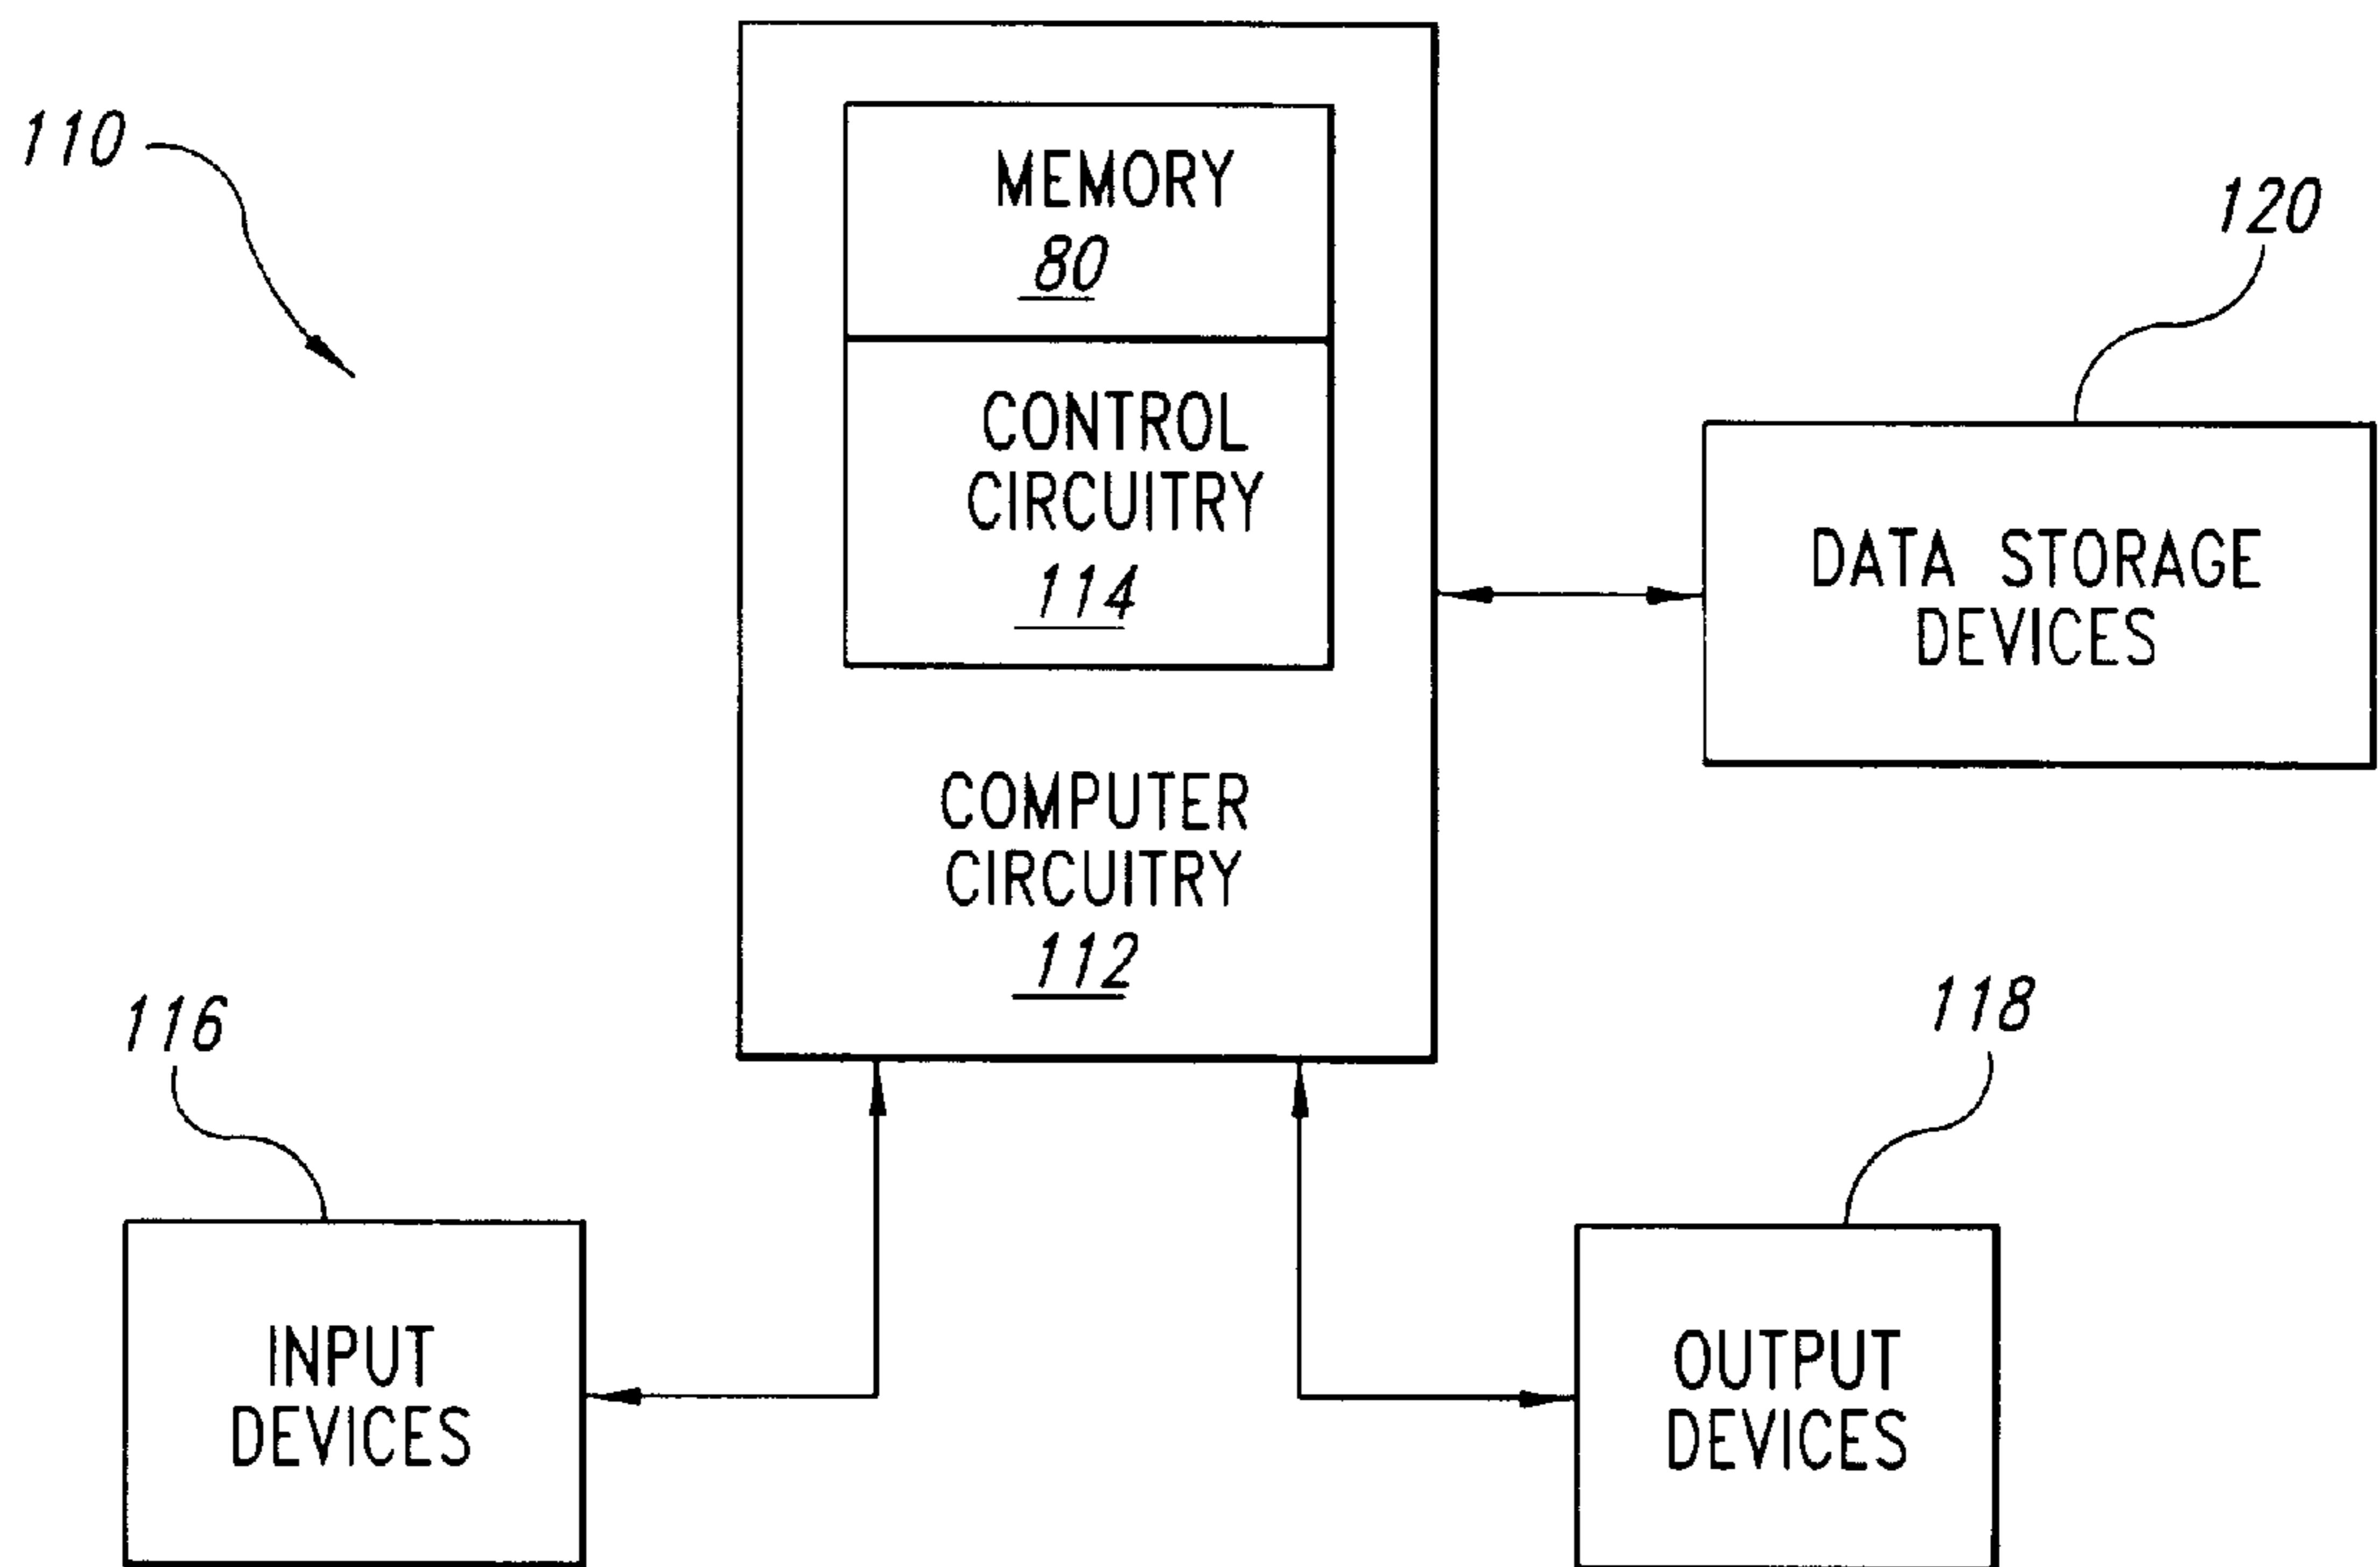 110
MEMORY
80
CONTROL
CIRCUITRY
114
120
DATA STORAGE
DEVICES
COMPUTER
CIRCUITRY
112
116
118
INPUT
DEVICES
OUTPUT
DEVICES